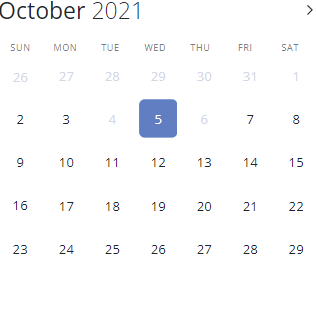 October 2021
SUN MON TUE WED THU FRI SAT
26 27 28 29 30 31 1
2 3 4 5 6 7 8
9 10 11 12 13 14 15
16 17 18 19 20 21 22
23 24 25 26 27 28 29